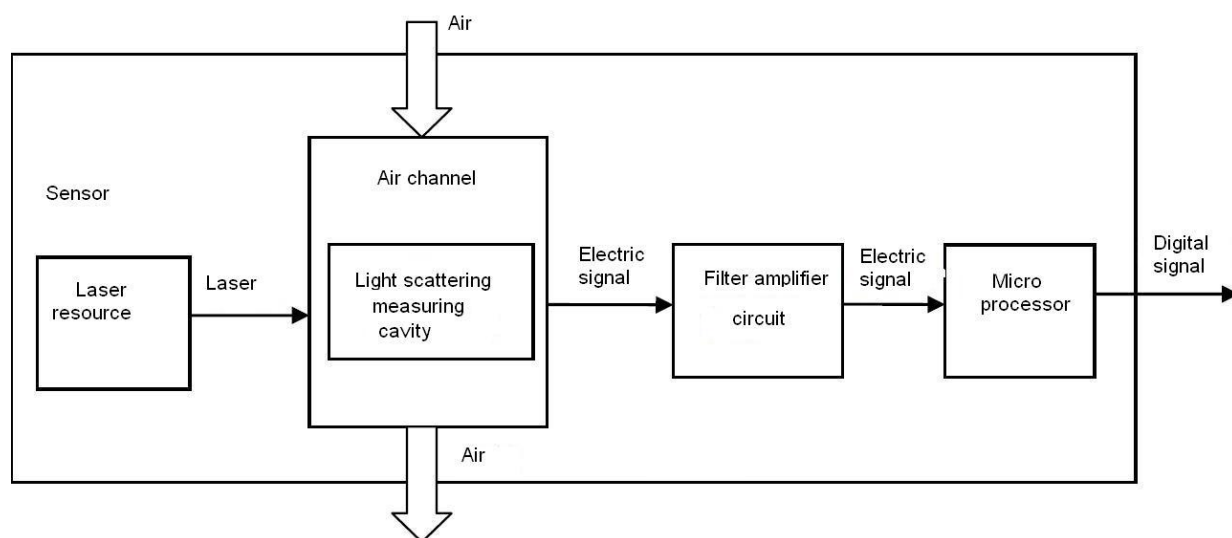 Air
Sensor
Laser
resource
Laser
Air channel
Light scattering
measuring
cavity
Electric
signal
Filter amplifier
circuit
Electric
signal
Micro
processor
Digital
signal
Air